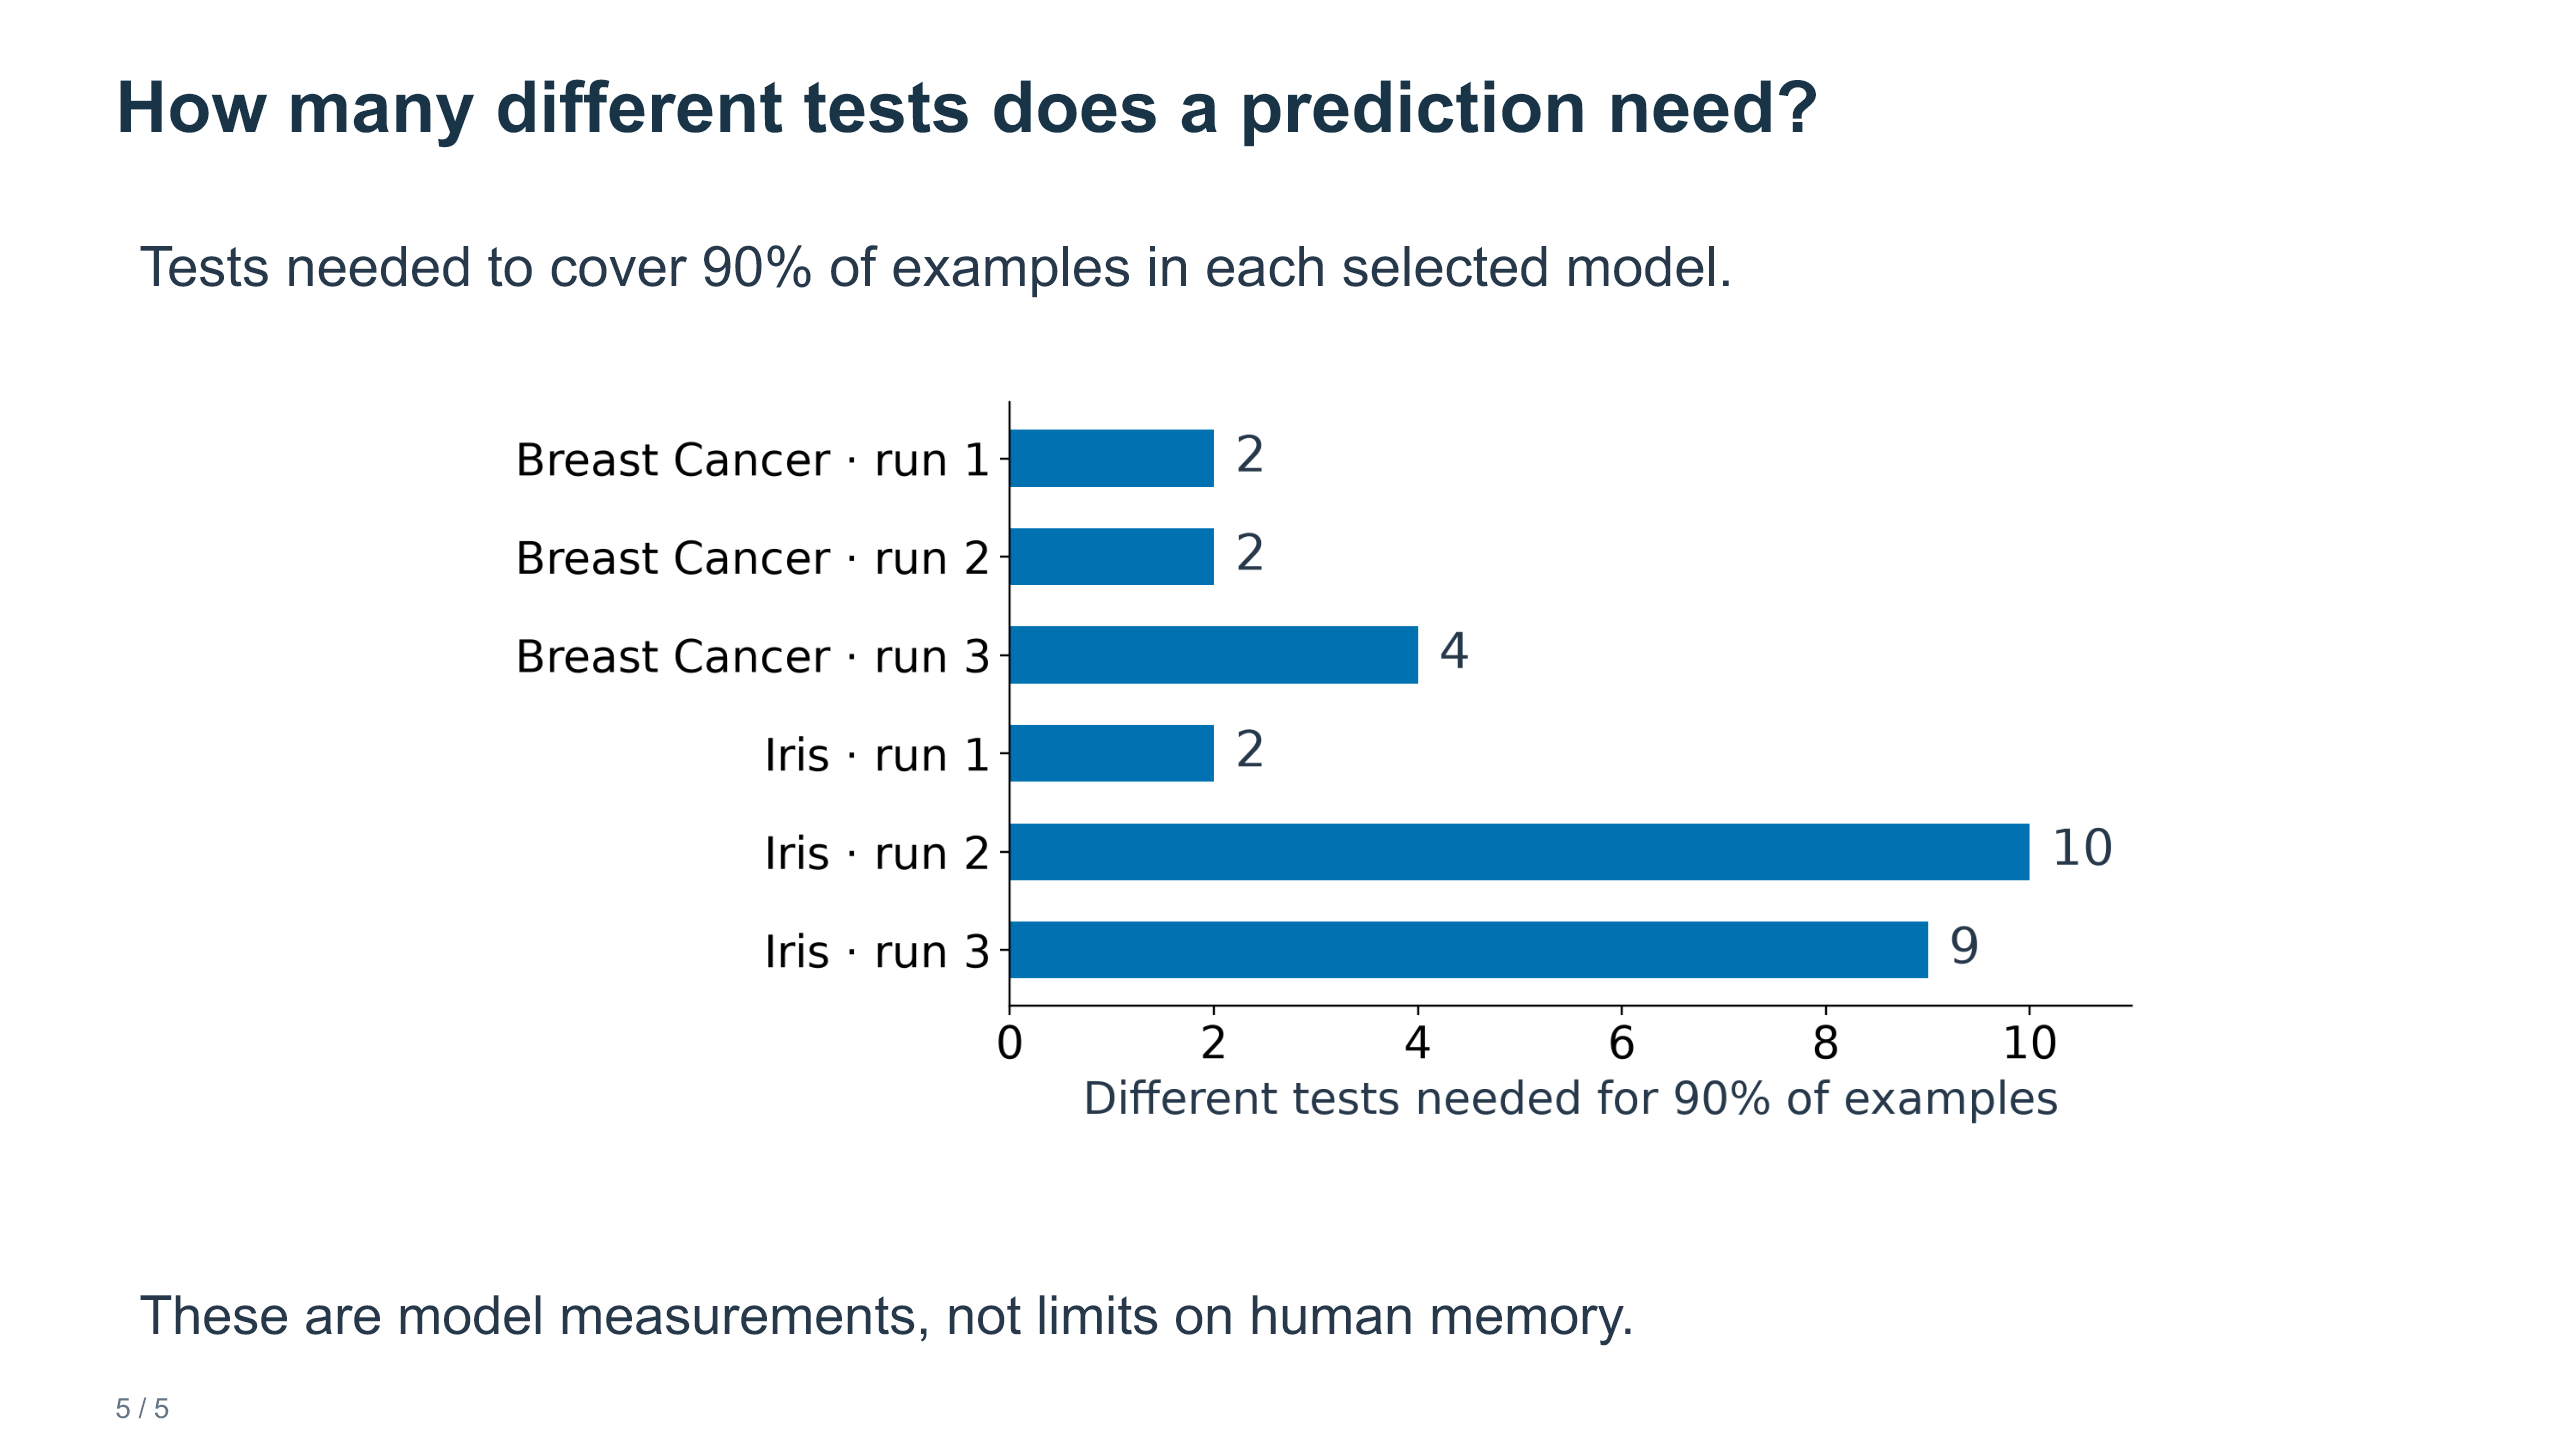 How many different tests does a prediction need?
Tests needed to cover 90% of examples in each selected model.
Breast Cancer · run 1 2
Breast Cancer · run 2 2
Breast Cancer · run 3 4
Iris · run 1 2
Iris · run 2 10
Iris · run 3 9
0 2 4 6 8 10
Different tests needed for 90% of examples
These are model measurements, not limits on human memory.
5 / 5